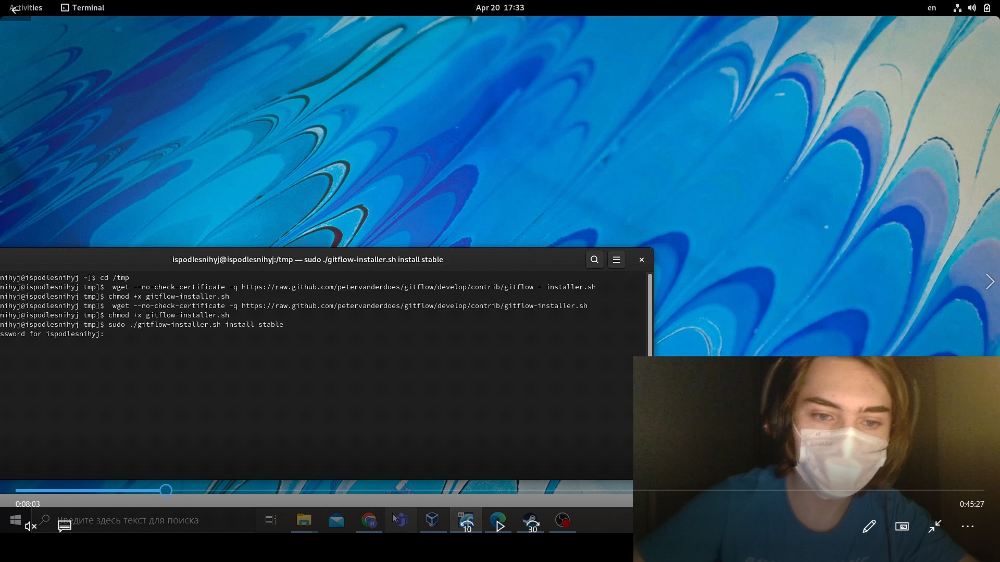 Activities Terminal Apr 20 17:33 en
ispodlesnihyj@ispodlesnihyj:/tmp — sudo ./gitflow-installer.sh install stable
nihyj@ispodlesnihyj ~]$ cd /tmp
nihyj@ispodlesnihyj tmp]$  wget --no-check-certificate -q https://raw.github.com/petervanderdoes/gitflow/develop/contrib/gitflow - installer.sh
nihyj@ispodlesnihyj tmp]$ chmod +x gitflow-installer.sh
nihyj@ispodlesnihyj tmp]$  wget --no-check-certificate -q https://raw.github.com/petervanderdoes/gitflow/develop/contrib/gitflow-installer.sh
nihyj@ispodlesnihyj tmp]$ chmod +x gitflow-installer.sh
nihyj@ispodlesnihyj tmp]$ sudo ./gitflow-installer.sh install stable
ssword for ispodlesnihyj:
0:08:03 0:45:27
Введите здесь текст для поиска
64
И
10 30